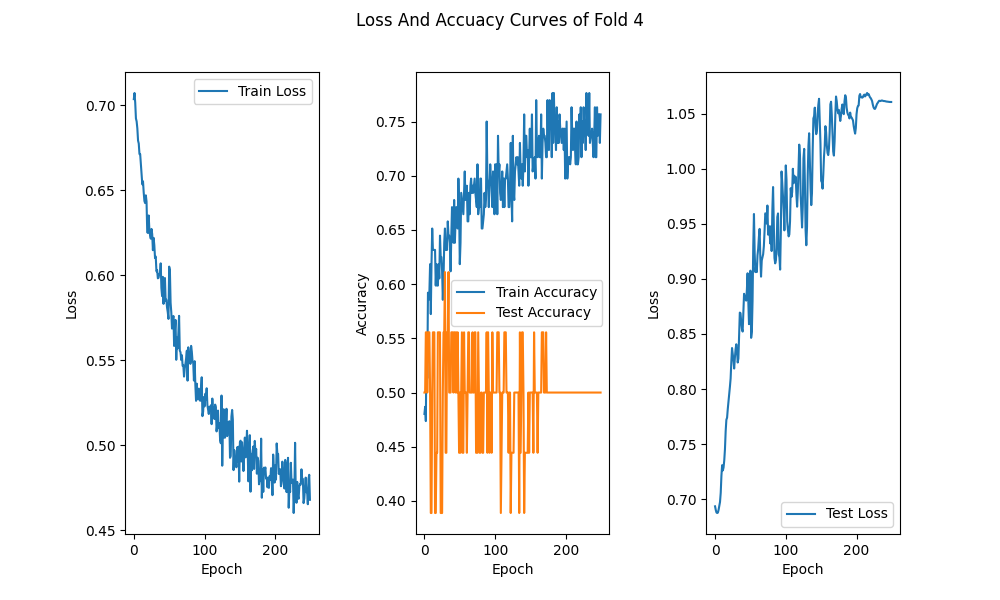 Loss And Accuacy Curves of Fold 4
Loss
0.70
0.65
0.60
0.55
0.50
0.45
0
100
200
Epoch
Train Loss
Accuracy
0.75
0.70
0.65
0.60
0.55
0.50
0.45
0.40
0
100
200
Epoch
Train Accuracy
Test Accuracy
Loss
1.05
1.00
0.95
0.90
0.85
0.80
0.75
0.70
0
100
200
Epoch
Test Loss